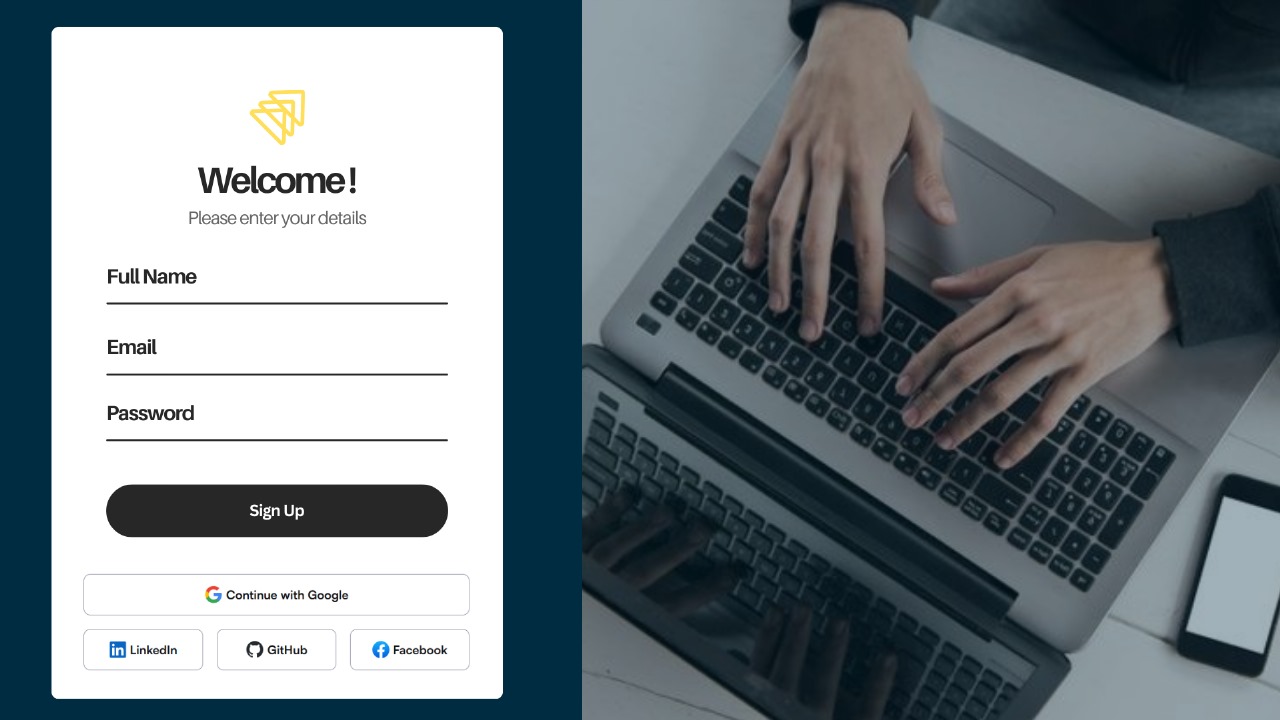 Welcome!
Please enter your details
Full Name
Email
Password
Sign Up
Continue with Google
LinkedIn
GitHub
Facebook